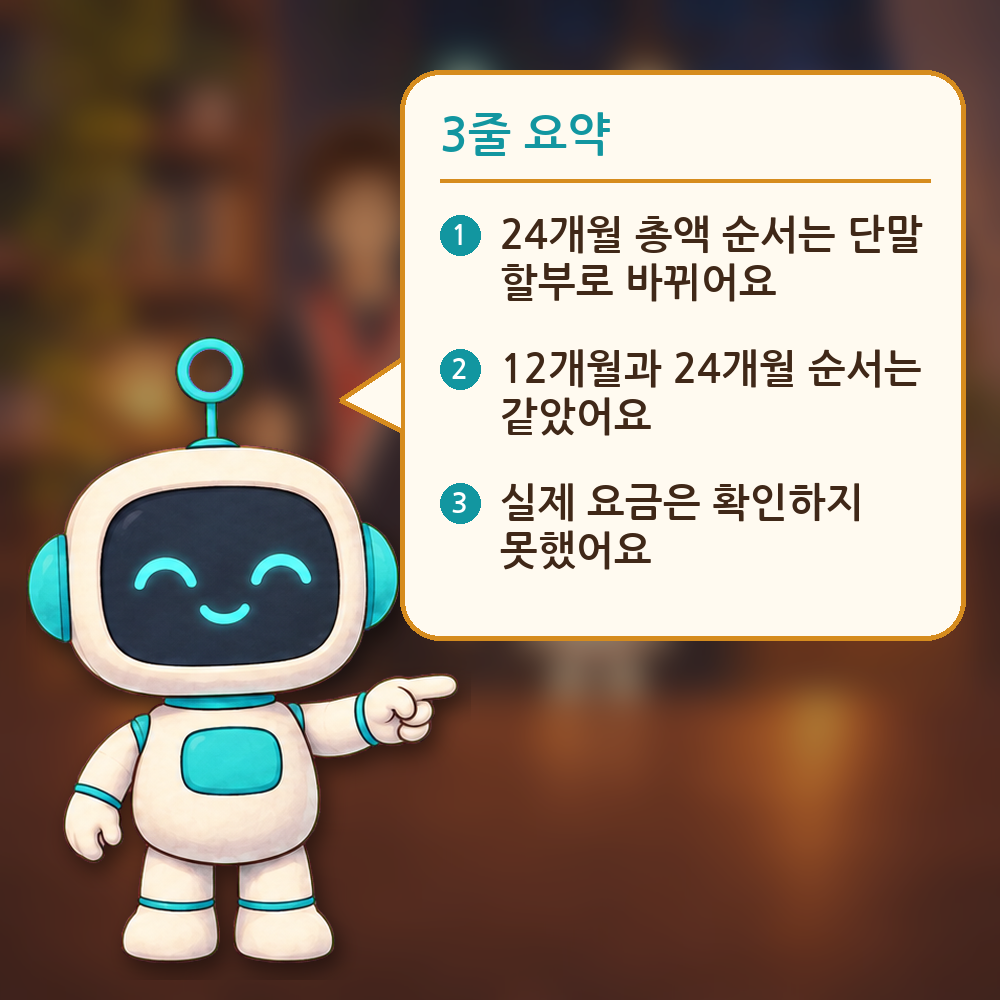 3줄 요약
1 24개월 총액 순서는 단말
할부로 바뀌어요
2 12개월과 24개월 순서는
같았어요
3 실제 요금은 확인하지
못했어요